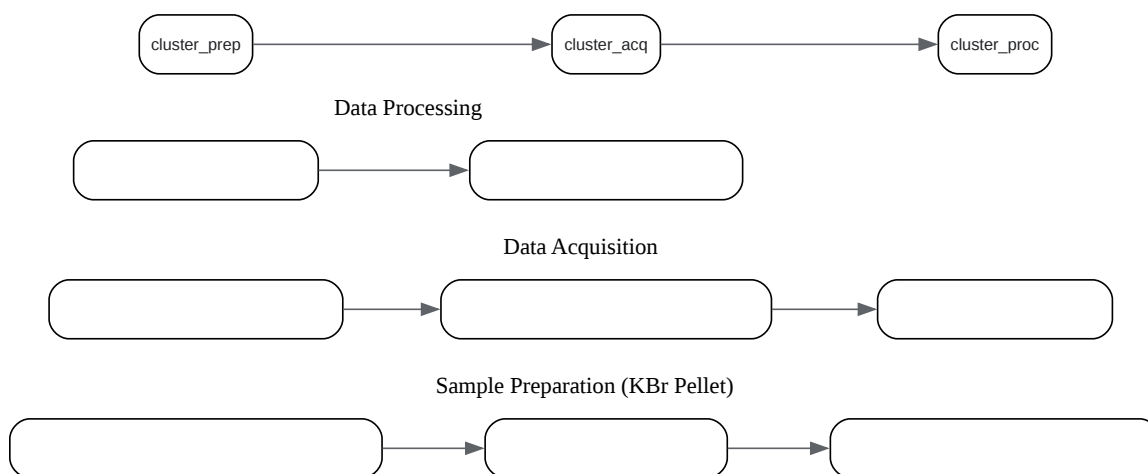 cluster_prep
cluster_acq
cluster_proc
Data Processing
Data Acquisition
Sample Preparation (KBr Pellet)